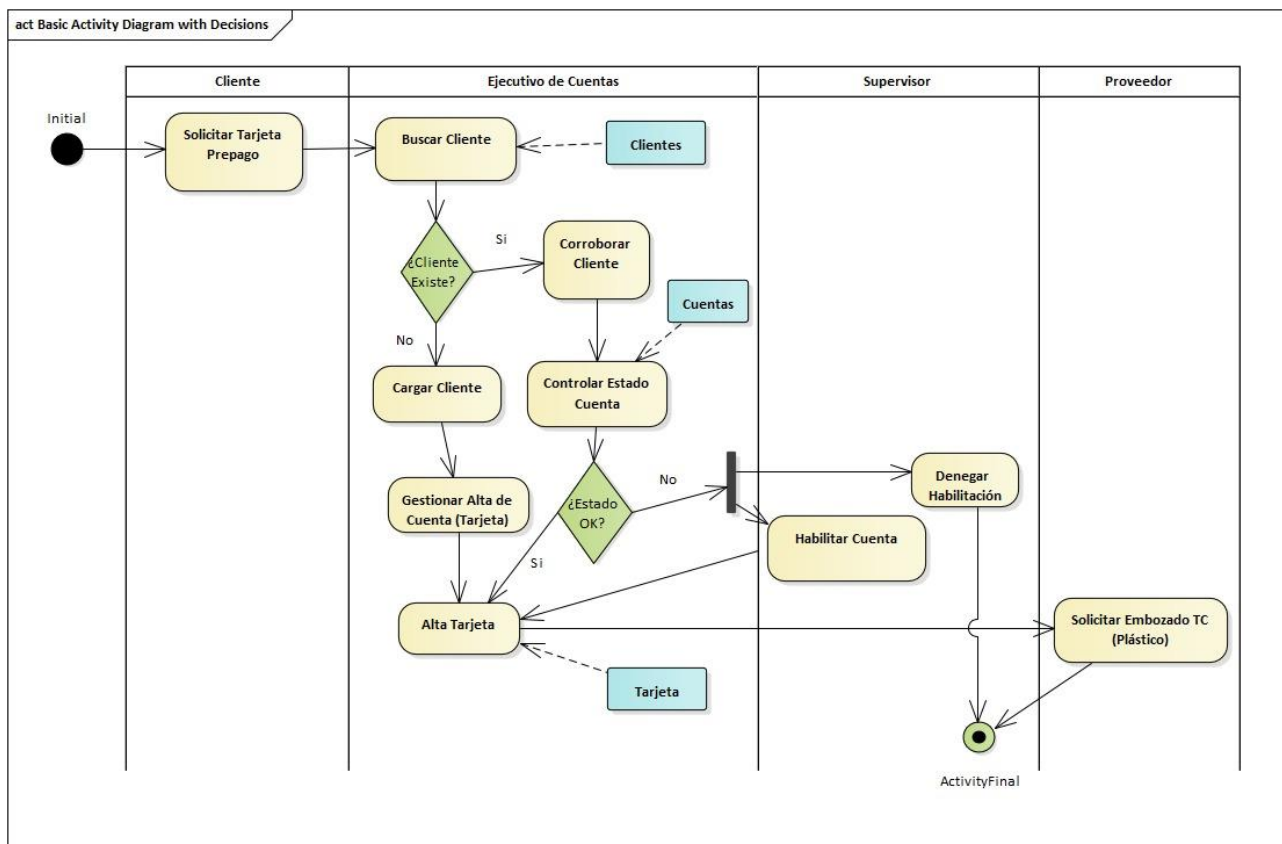 act Basic Activity Diagram with Decisions
Cliente
Ejecutivo de Cuentas
Supervisor
Proveedor
Initial
Solicitar Tarjeta
Prepago
Buscar Cliente
Clientes
¿Cliente
Existe?
Si
Corroborar
Cliente
Cuentas
No
Cargar Cliente
Controlar Estado
Cuenta
Gestionar Alta de
Cuenta (Tarjeta)
¿Estado
OK?
No
Denegar
Habilitación
Habilitar Cuenta
Si
Alta Tarjeta
Solicitar Embozado TC
(Plástico)
Tarjeta
ActivityFinal